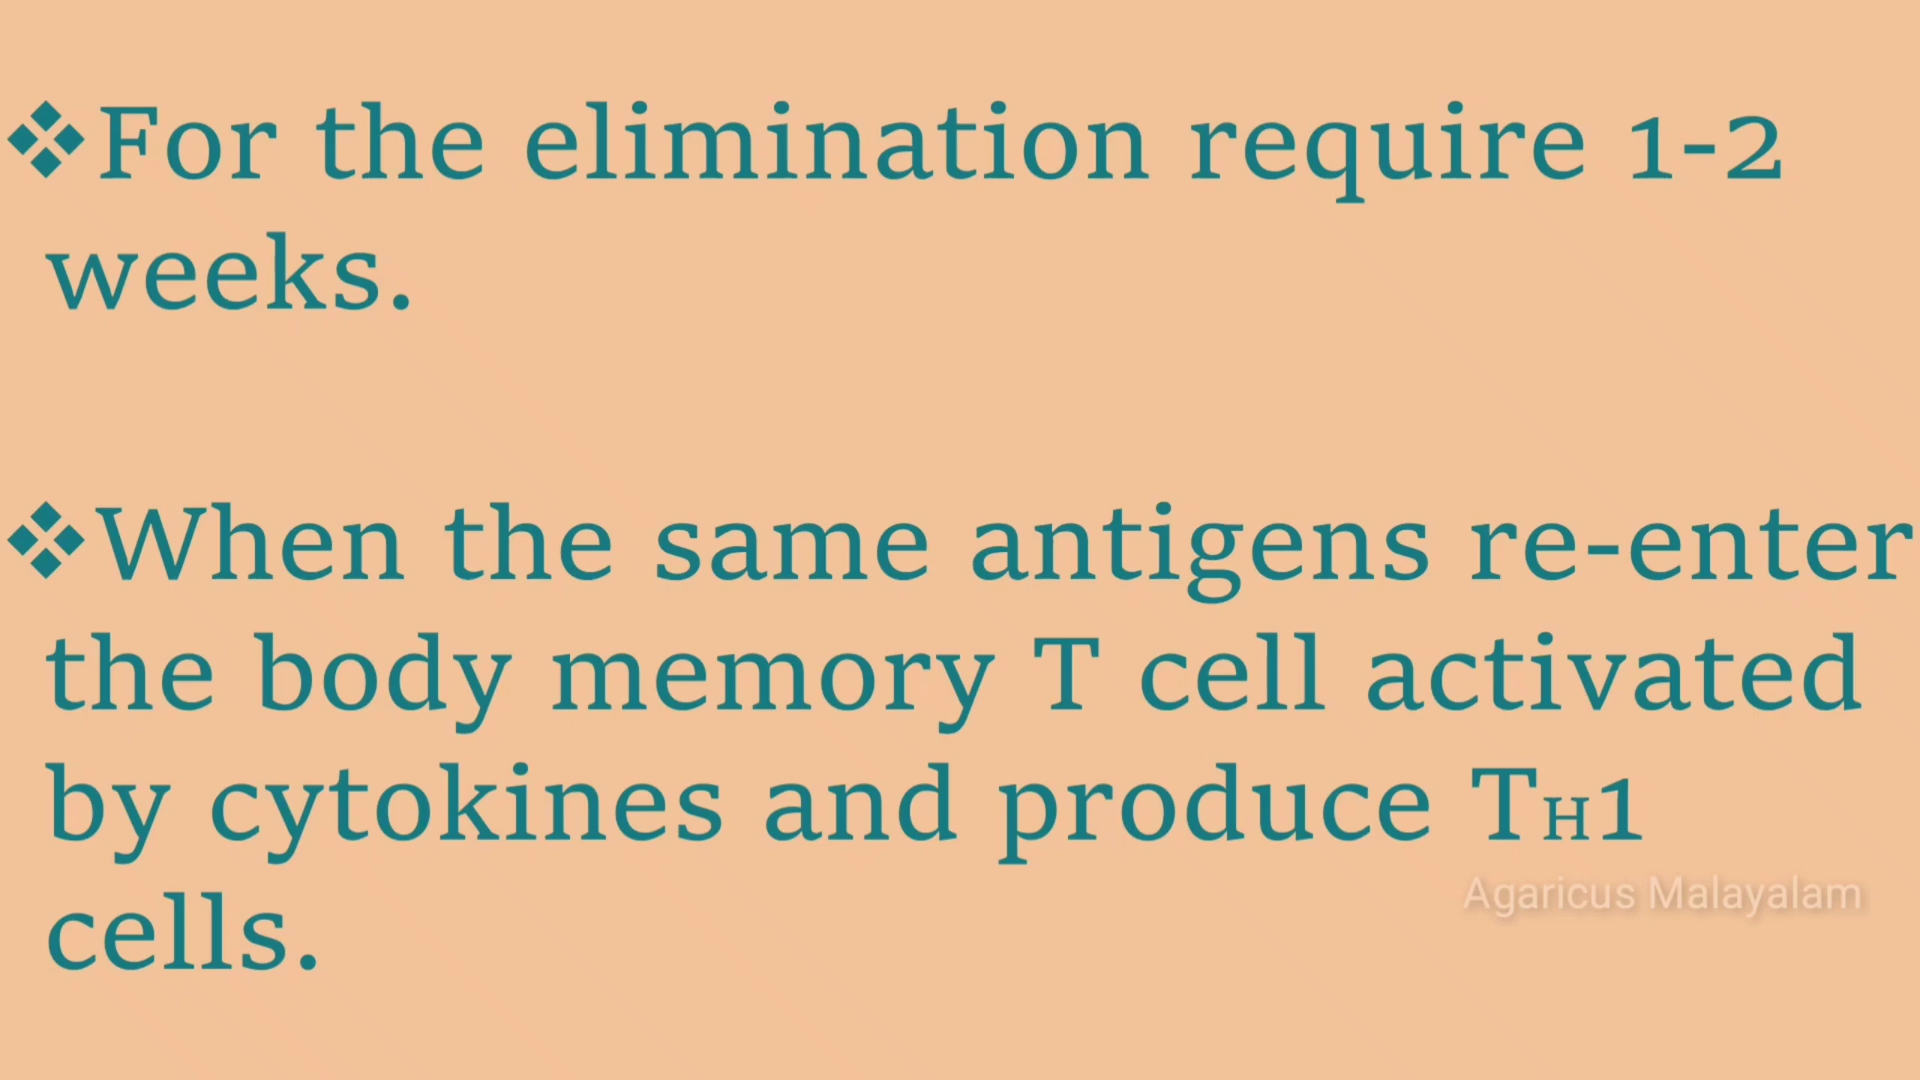 ❖For the elimination require 1-2
weeks.
❖When the same antigens re-enter
the body memory T cell activated
by cytokines and produce TH1
cells.
Agaricus Malayalam